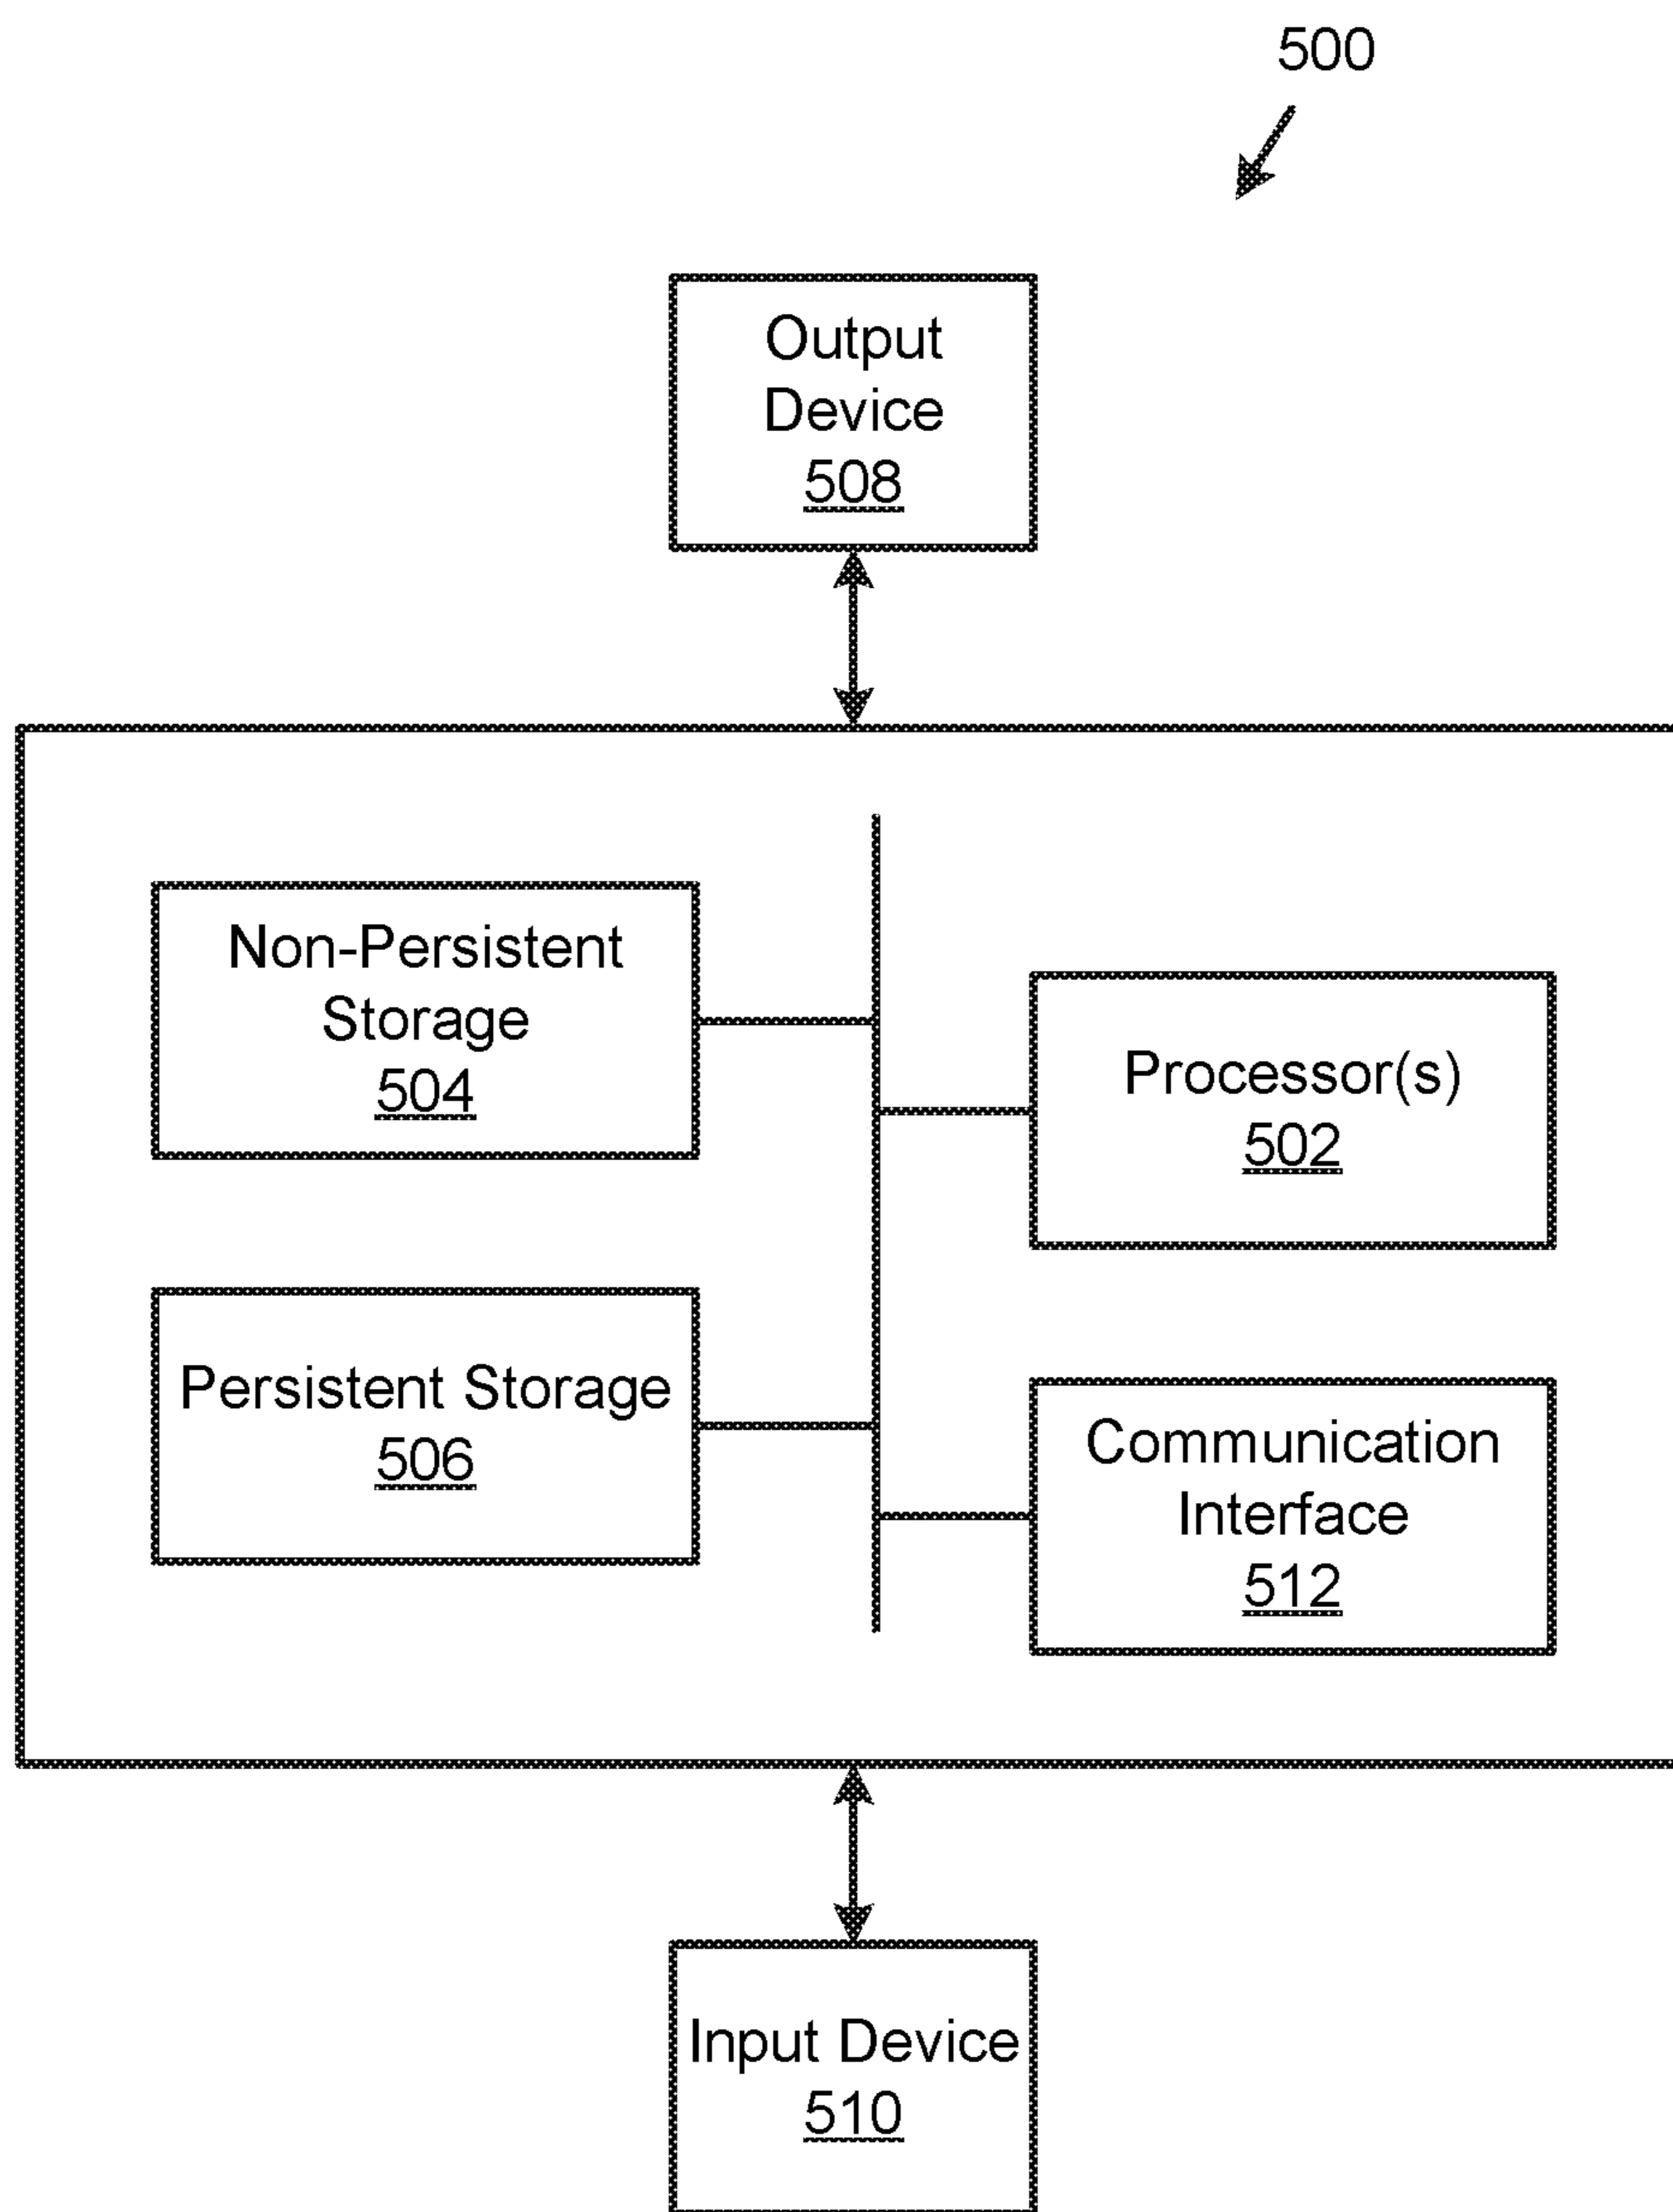 500
Output
Device
508
Non-Persistent
Storage
504
Processor(s)
502
Persistent Storage
506
Communication
Interface
512
Input Device
510